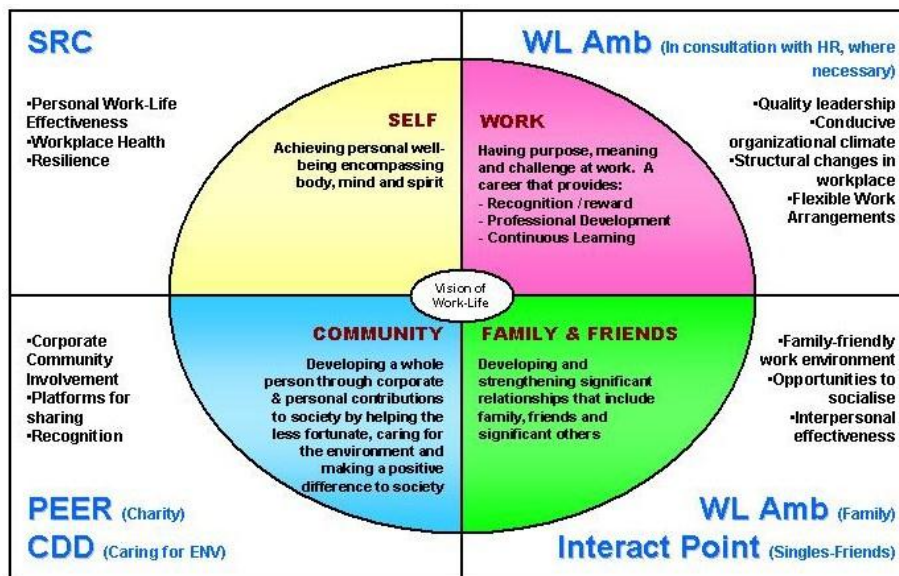 SRC
•Personal Work-Life
Effectiveness
•Workplace Health
•Resilience
SELF
Achieving personal well-
being encompassing
body, mind and spirit
WL Amb (In consultation with HR, where
necessary)
WORK
Having purpose, meaning
and challenge at work. A
career that provides:
- Recognition / reward
- Professional Development
- Continuous Learning
•Quality leadership
•Conducive
organizational climate
•Structural changes in
workplace
•Flexible Work
Arrangements
Vision of
Work-Life
•Corporate
Community
Involvement
•Platforms for
sharing
•Recognition
COMMUNITY
Developing a whole
person through corporate
& personal contributions
to society by helping the
less fortunate, caring for
the environment and
making a positive
difference to society
PEER (Charity)
CDD (Caring for ENV)
FAMILY & FRIENDS
Developing and
strengthening significant
relationships that include
family, friends and
significant others
•Family-friendly
work environment
•Opportunities to
socialise
•Interpersonal
effectiveness
WL Amb (Family)
Interact Point (Singles-Friends)